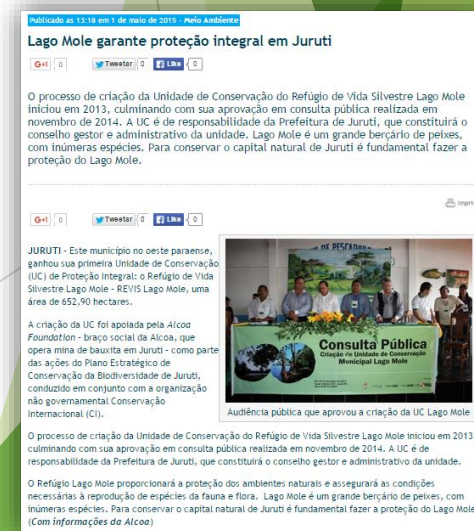 Publicado as 13:18 em 1 de maio de 2015 - Meio Ambiente
Lago Mole garante proteção integral em Juruti
G+1 0 Tweetar 0 Like 0
O processo de criação da Unidade de Conservação do Refúgio de Vida Silvestre Lago Mole
iniciou em 2013, culminando com sua aprovação em consulta pública realizada em
novembro de 2014. A UC é de responsabilidade da Prefeitura de Juruti, que constituirá o
conselho gestor e administrativo da unidade. Lago Mole é um grande berçário de peixes,
com inúmeras espécies. Para conservar o capital natural de Juruti é fundamental fazer a
proteção do Lago Mole.
Impri
G+1 0 Tweetar 0 Like 0
JURUTI - Este município no oeste paraense,
ganhou sua primeira Unidade de Conservação
(UC) de Proteção Integral: o Refúgio de Vida
Silvestre Lago Mole - REVIS Lago Mole, uma
área de 652,90 hectares.
A criação da UC foi apoiada pela Alcoa
Foundation - braço social da Alcoa, que
opera mina de bauxita em Juruti - como parte
das ações do Plano Estratégico de
Conservação da Biodiversidade de Juruti,
conduzido em conjunto com a organização
não governamental Conservação
Internacional (CI).
DE PESCADOR
Consulta Pública
Criação de Unidade de Conservação
Municipal Lago Mole
Audiência pública que aprovou a criação da UC Lago Mole
O processo de criação da Unidade de Conservação do Refúgio de Vida Silvestre Lago Mole iniciou em 2013
culminando com sua aprovação em consulta pública realizada em novembro de 2014. A UC é de
responsabilidade da Prefeitura de Juruti, que constituirá o conselho gestor e administrativo da unidade.
O Refúgio Lago Mole proporcionará a proteção dos ambientes naturais e assegurará as condições
necessárias à reprodução de espécies da fauna e flora. Lago Mole é um grande berçário de peixes, com
inúmeras espécies. Para conservar o capital natural de Juruti é fundamental fazer a proteção do Lago Mole
(Com informações da Alcoa)